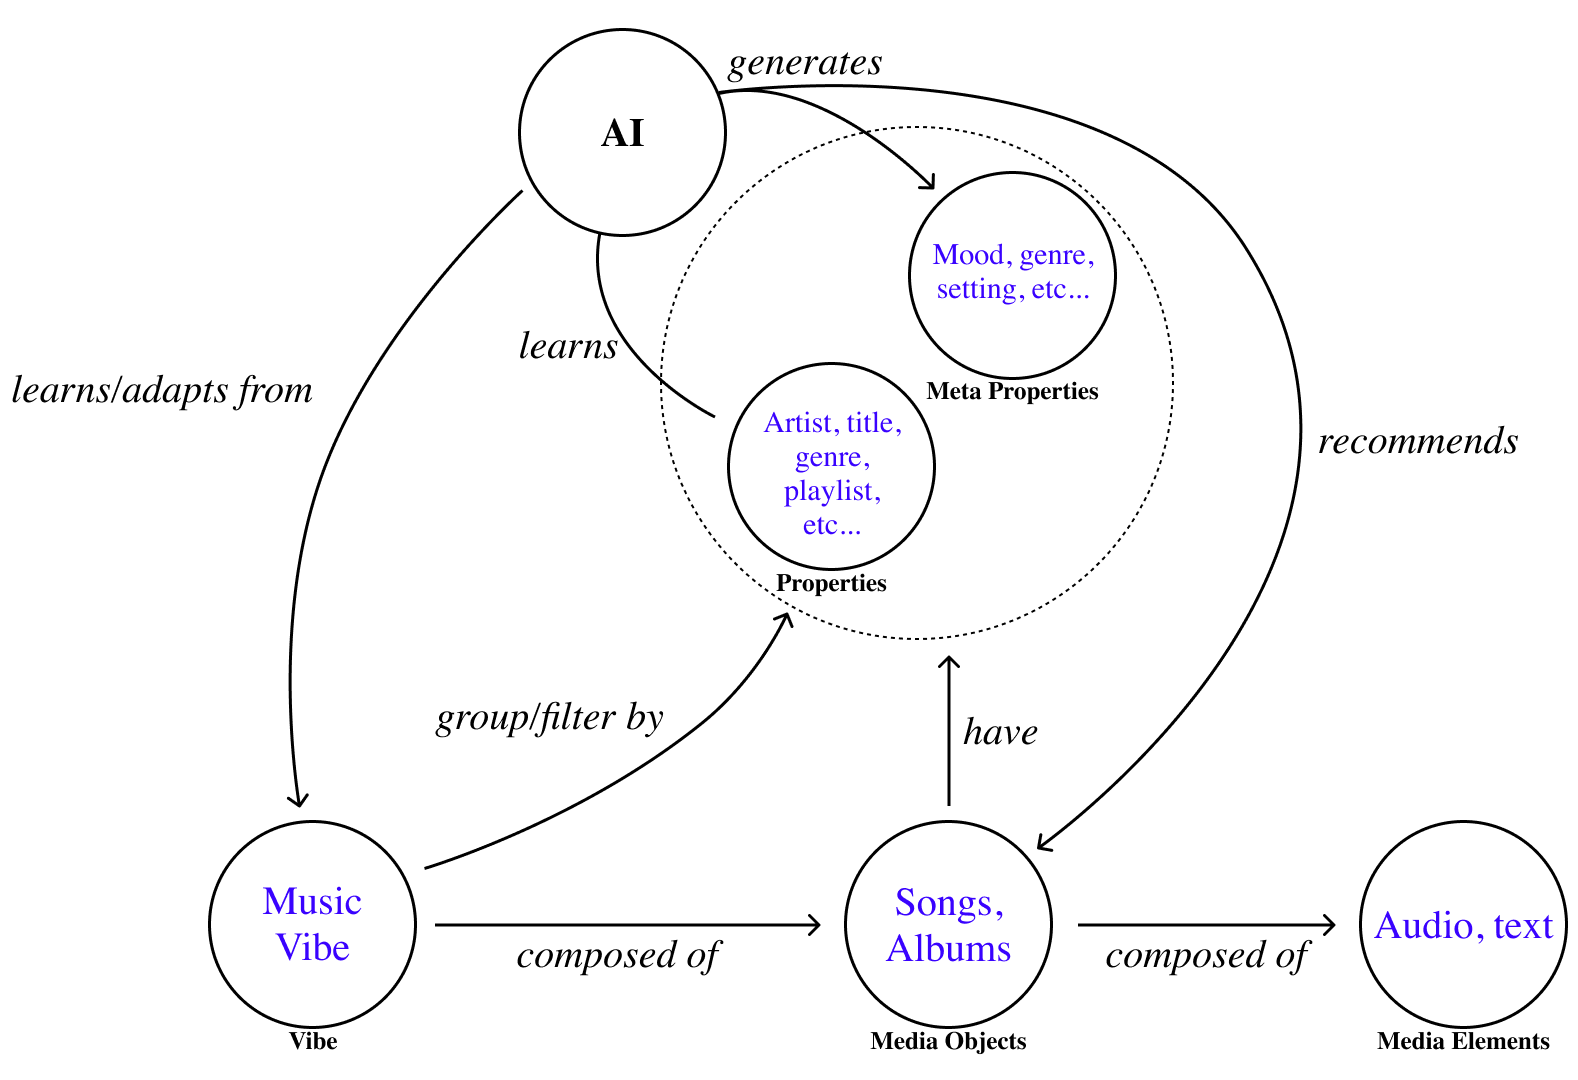 generates
AI
Mood, genre,
setting, etc...
Meta Properties
learns
learns/adapts from
Artist, title,
genre,
playlist,
etc...
Properties
recommends
group/filter by
have
Music
Vibe
Vibe
composed of
Songs,
Albums
Media Objects
composed of
Audio, text
Media Elements